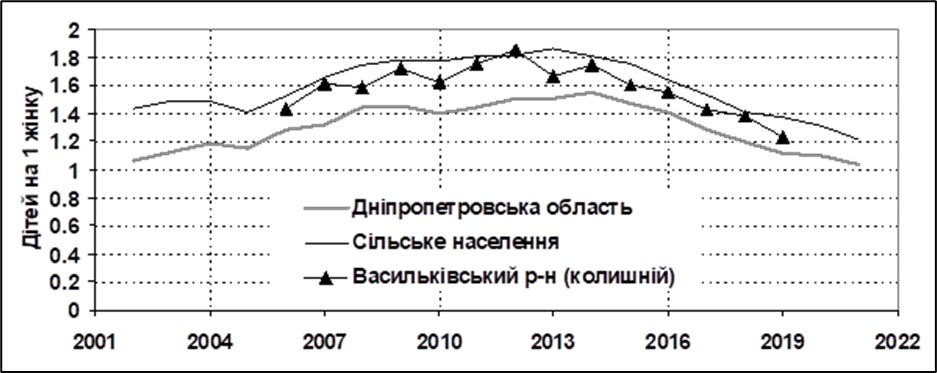 Дітей на 1 жінку
2
1.8
1.6
1.4
1.2
1
0.8
0.6
0.4
0.2
0
Дніпропетровська область
Сільське населення
Васильківський р-н (колишній)
2001 2004 2007 2010 2013 2016 2019 2022